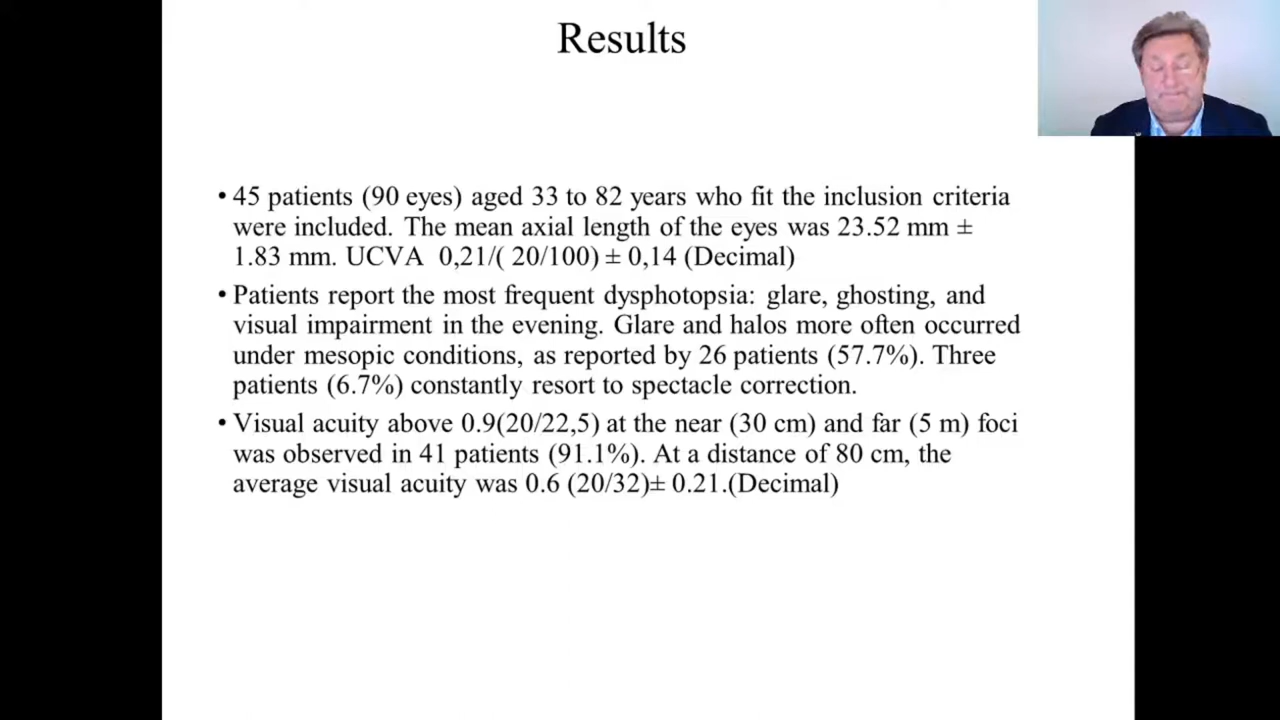 Results
• 45 patients (90 eyes) aged 33 to 82 years who fit the inclusion criteria
were included. The mean axial length of the eyes was 23.52 mm ±
1.83 mm. UCVA 0,21/( 20/100) ± 0,14 (Decimal)
• Patients report the most frequent dysphotopsia: glare, ghosting, and
visual impairment in the evening. Glare and halos more often occurred
under mesopic conditions, as reported by 26 patients (57.7%). Three
patients (6.7%) constantly resort to spectacle correction.
• Visual acuity above 0.9(20/22,5) at the near (30 cm) and far (5 m) foci
was observed in 41 patients (91.1%). At a distance of 80 cm, the
average visual acuity was 0.6 (20/32)± 0.21.(Decimal)